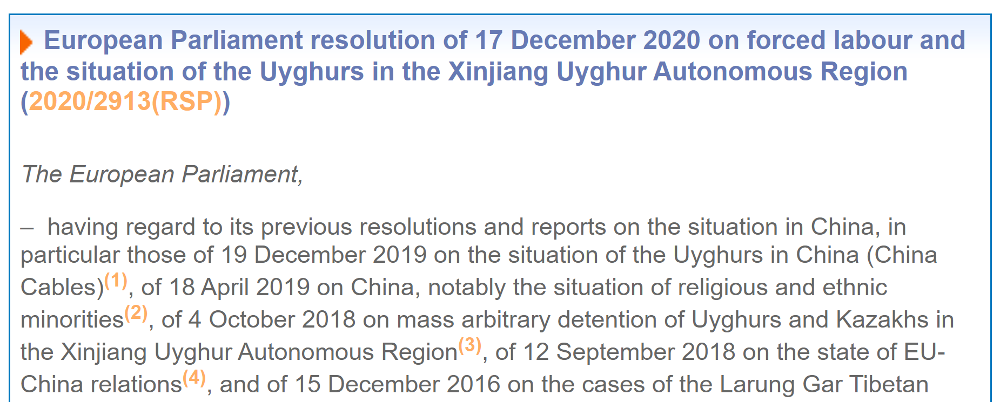 European Parliament resolution of 17 December 2020 on forced labour and
the situation of the Uyghurs in the Xinjiang Uyghur Autonomous Region
(2020/2913(RSP))
The European Parliament,
– having regard to its previous resolutions and reports on the situation in China, in
particular those of 19 December 2019 on the situation of the Uyghurs in China (China
Cables)(1), of 18 April 2019 on China, notably the situation of religious and ethnic
minorities(2), of 4 October 2018 on mass arbitrary detention of Uyghurs and Kazakhs in
the Xinjiang Uyghur Autonomous Region(3), of 12 September 2018 on the state of EU-
China relations(4), and of 15 December 2016 on the cases of the Larung Gar Tibetan